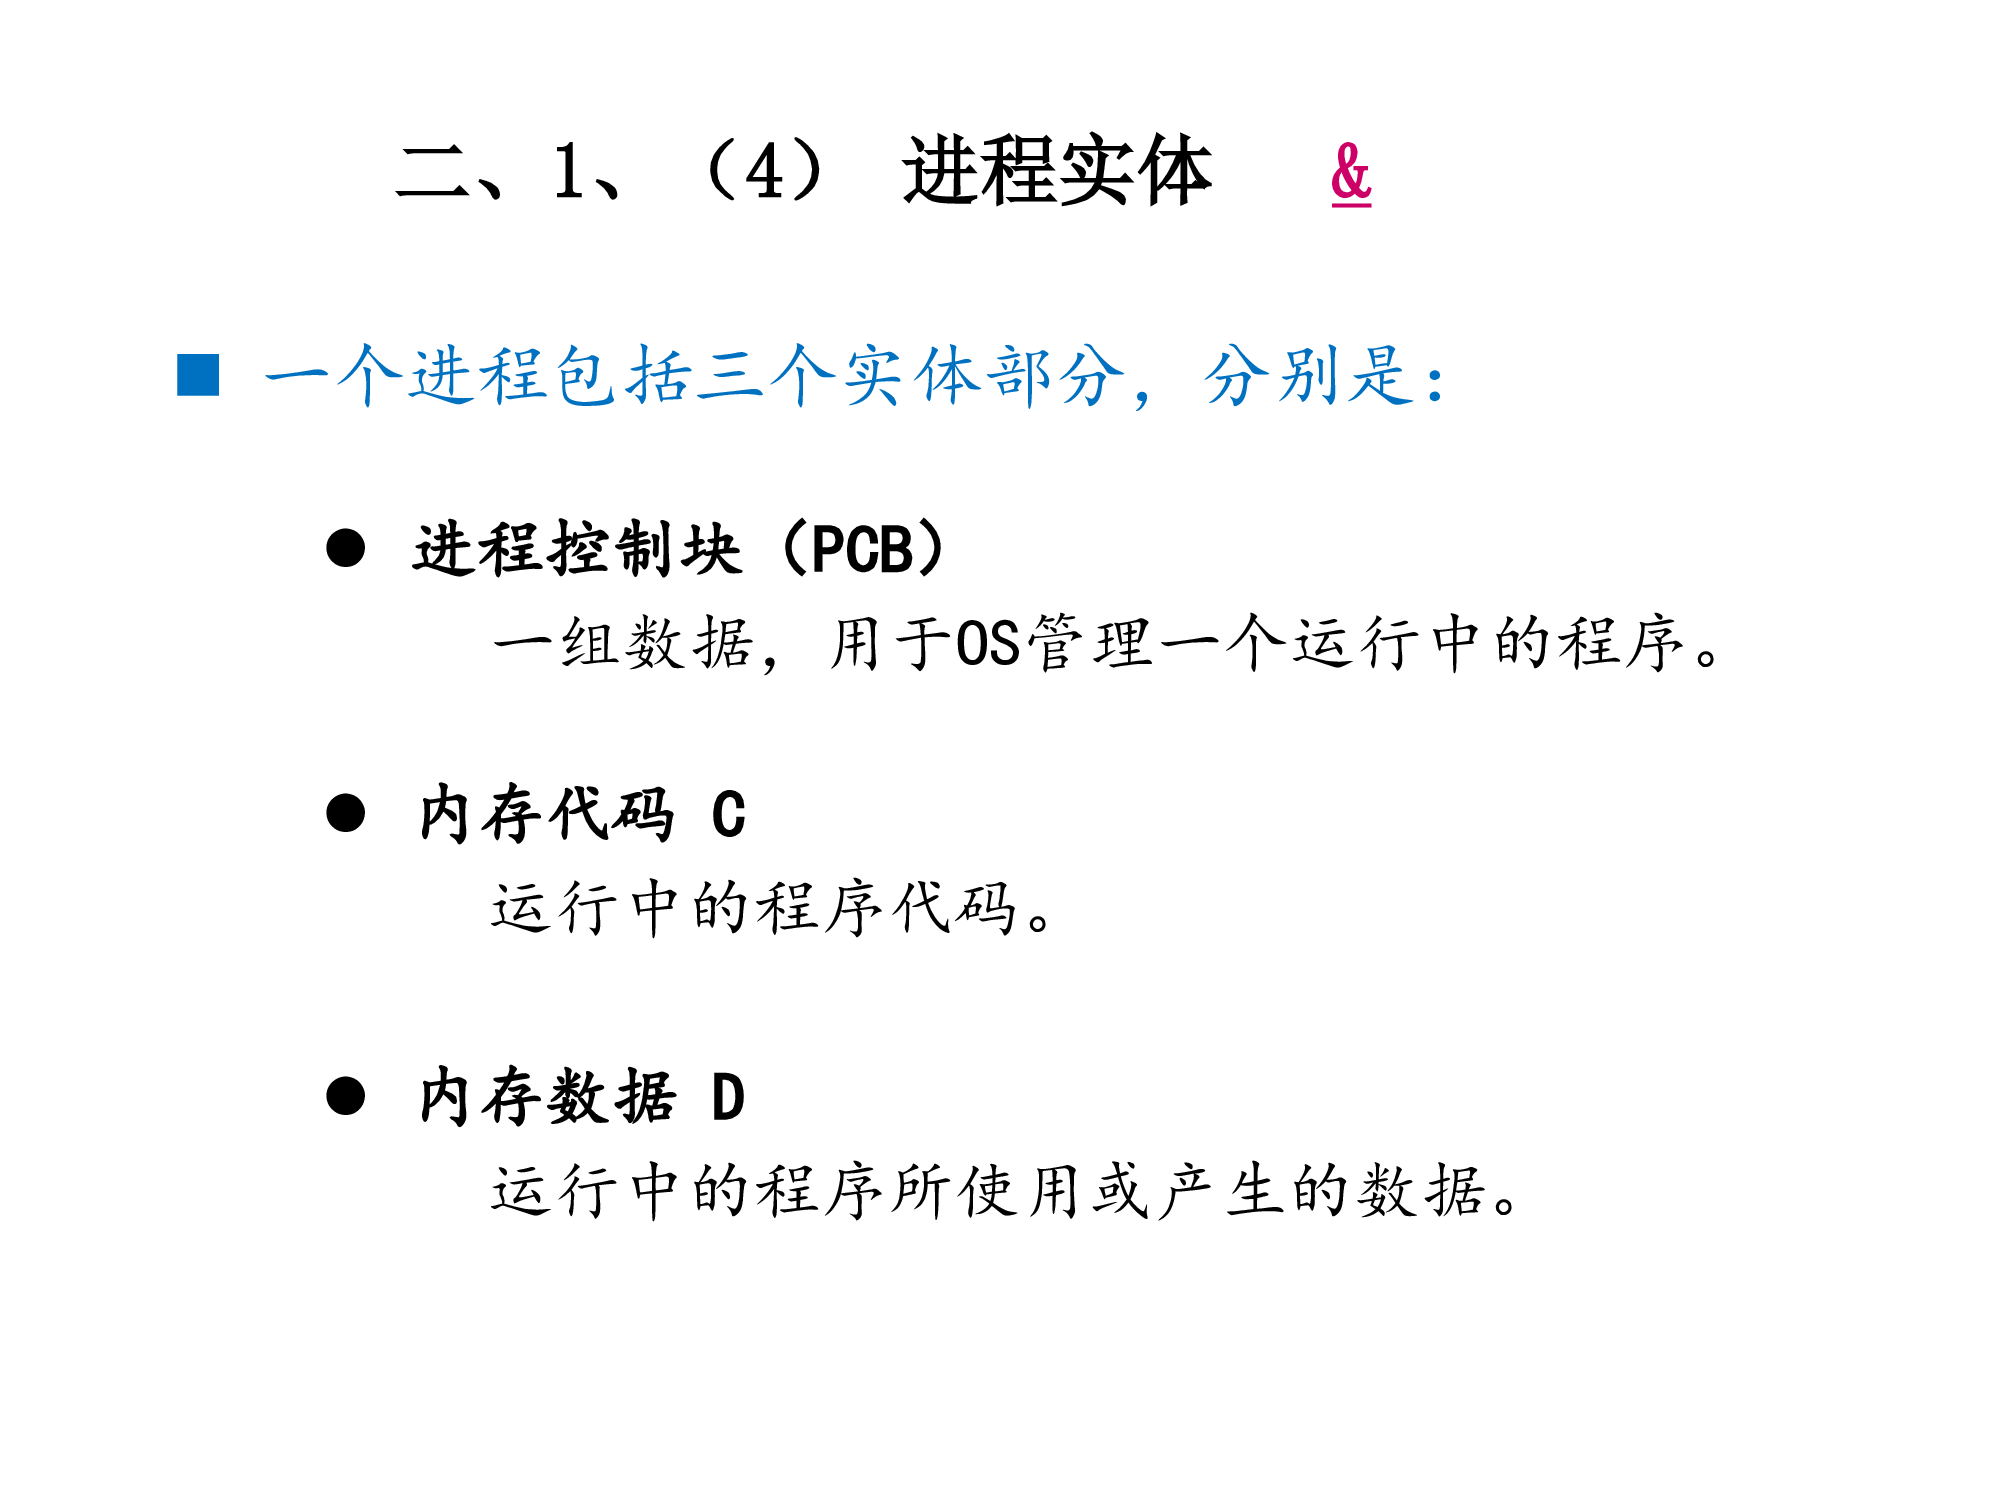 二、1、（4） 进程实体 &
■ 一个进程包括三个实体部分，分别是：
● 进程控制块（PCB）
一组数据，用于OS管理一个运行中的程序。
● 内存代码 C
运行中的程序代码。
● 内存数据 D
运行中的程序所使用或产生的数据。